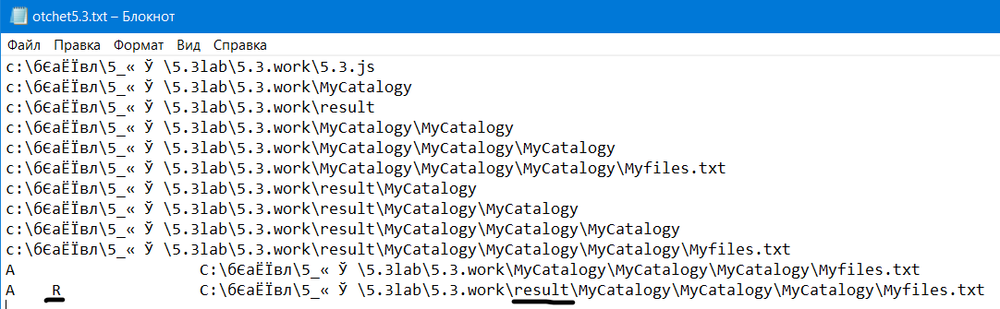 otchet5.3.txt – Блокнот
Файл Правка Формат Вид Справка
c:\бЄаЁЇвл\5_« Ў \5.3lab\5.3.work\5.3.js
c:\бЄаЁЇвл\5_« Ў \5.3lab\5.3.work\MyCatalogy
c:\бЄаЁЇвл\5_« Ў \5.3lab\5.3.work\result
c:\бЄаЁЇвл\5_« Ў \5.3lab\5.3.work\MyCatalogy\MyCatalogy
c:\бЄаЁЇвл\5_« Ў \5.3lab\5.3.work\MyCatalogy\MyCatalogy\MyCatalogy
c:\бЄаЁЇвл\5_« Ў \5.3lab\5.3.work\MyCatalogy\MyCatalogy\MyCatalogy\Myfiles.txt
c:\бЄаЁЇвл\5_« Ў \5.3lab\5.3.work\result\MyCatalogy
c:\бЄаЁЇвл\5_« Ў \5.3lab\5.3.work\result\MyCatalogy\MyCatalogy
c:\бЄаЁЇвл\5_« Ў \5.3lab\5.3.work\result\MyCatalogy\MyCatalogy\MyCatalogy
c:\бЄаЁЇвл\5_« Ў \5.3lab\5.3.work\result\MyCatalogy\MyCatalogy\MyCatalogy\Myfiles.txt
A C:\бЄаЁЇвл\5_« Ў \5.3lab\5.3.work\MyCatalogy\MyCatalogy\MyCatalogy\Myfiles.txt
A R C:\бЄаЁЇвл\5_« Ў \5.3lab\5.3.work\result\MyCatalogy\MyCatalogy\MyCatalogy\Myfiles.txt